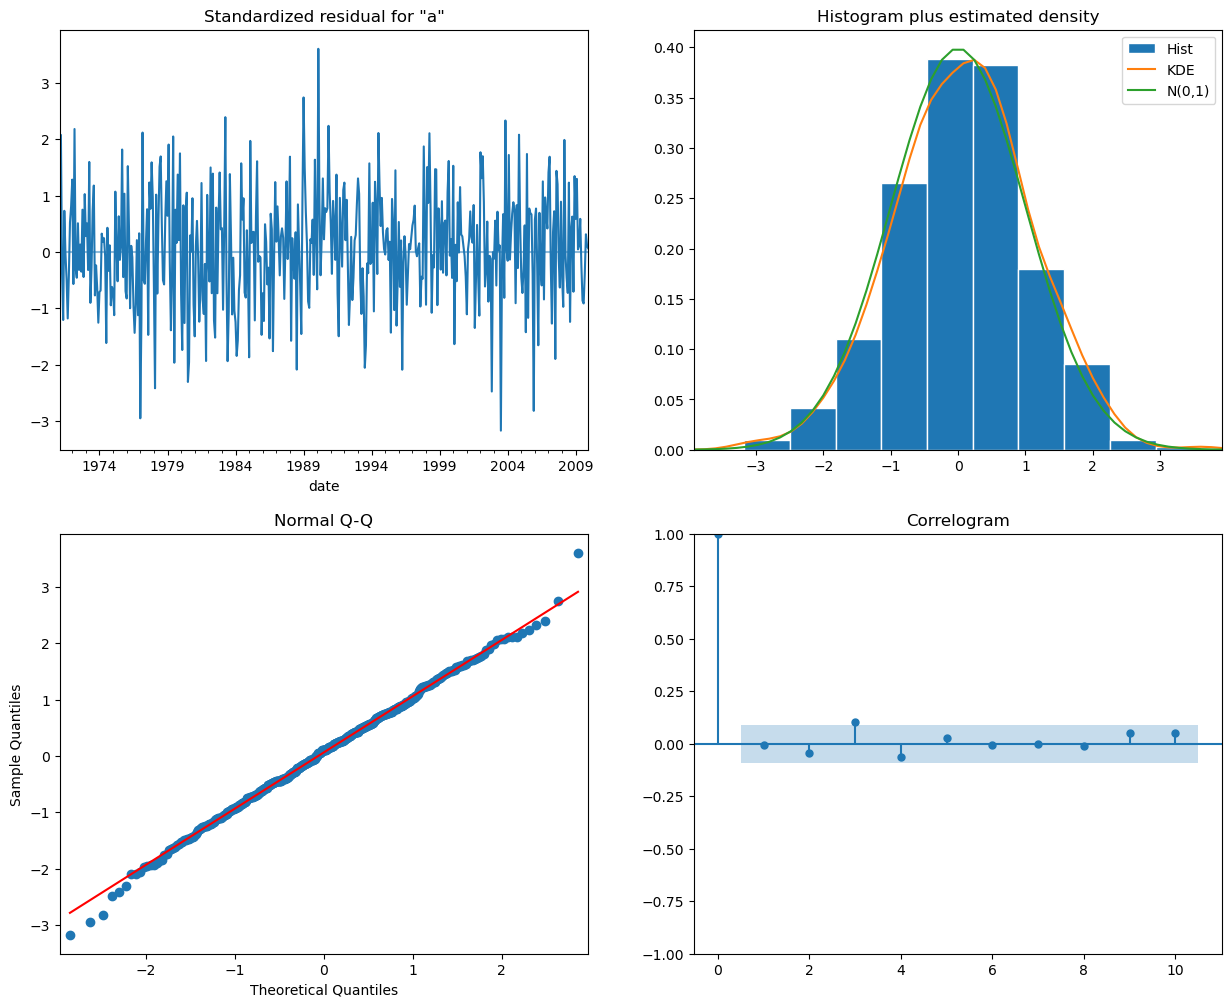 Standardized residual for "a"
3
2
1
0
−1
−2
−3
1974 1979 1984 1989 1994 1999 2004 2009
date
Histogram plus estimated density
Hist
KDE
N(0,1)
0.40
0.35
0.30
0.25
0.20
0.15
0.10
0.05
0.00
−3 −2 −1 0 1 2 3
Normal Q-Q
Sample Quantiles
3
2
1
0
−1
−2
−3
−2 −1 0 1 2
Theoretical Quantiles
Correlogram
1.00
0.75
0.50
0.25
0.00
−0.25
−0.50
−0.75
−1.00
0 2 4 6 8 10